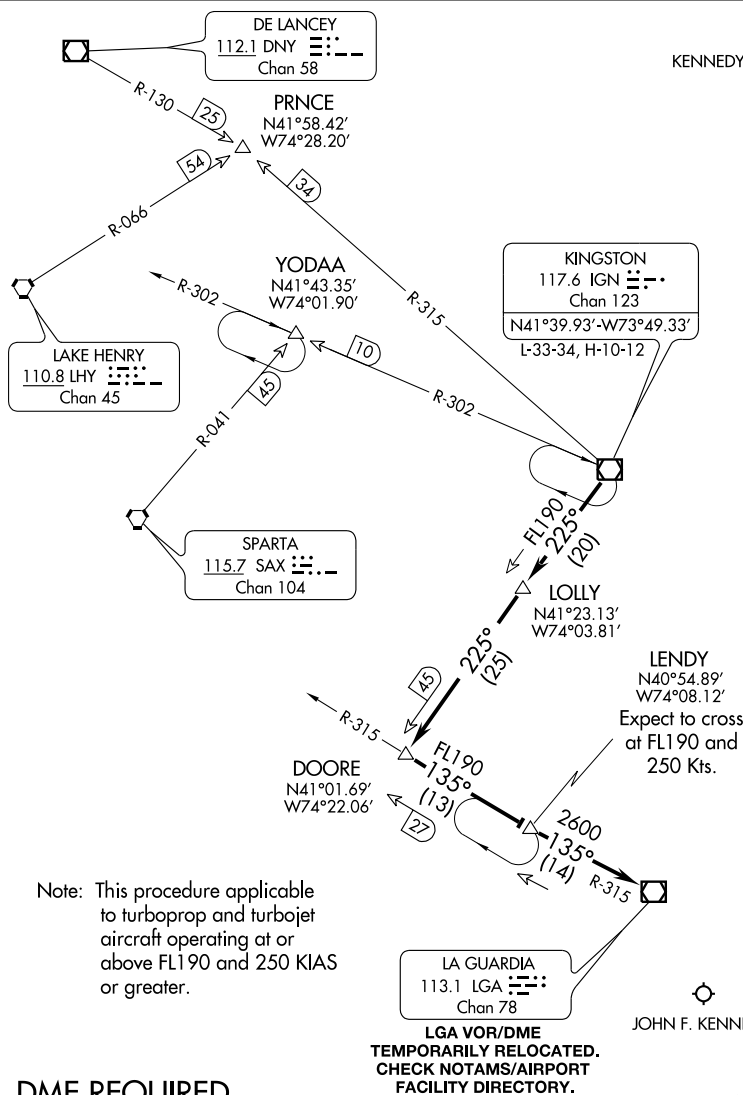 DE LANCEY
112.1 DNY
Chan 58
KENNEDY
R-130
25
PRNCE
N41°58.42'
W74°28.20'
54
R-066
34
R-315
YODAA
N41°43.35'
W74°01.90'
KINGSTON
117.6 IGN
Chan 123
N41°39.93'-W73°49.33'
L-33-34, H-10-12
R-302
LAKE HENRY
110.8 LHY
Chan 45
10
R-302
45
R-041
SPARTA
115.7 SAX
Chan 104
FL190
225°
(20)
LOLLY
N41°23.13'
W74°03.81'
225°
(25)
45
LENDY
N40°54.89'
W74°08.12'
Expect to cross
at FL190 and
250 Kts.
R-315
DOORE
N41°01.69'
W74°22.06'
FL190
135°
(13)
27
2600
135°
(14)
R-315
Note: This procedure applicable
to turboprop and turbojet
aircraft operating at or
above FL190 and 250 KIAS
or greater.
LA GUARDIA
113.1 LGA
Chan 78
JOHN F. KENN
LGA VOR/DME
TEMPORARILY RELOCATED.
CHECK NOTAMS/AIRPORT
FACILITY DIRECTORY.
DME REQUIRED